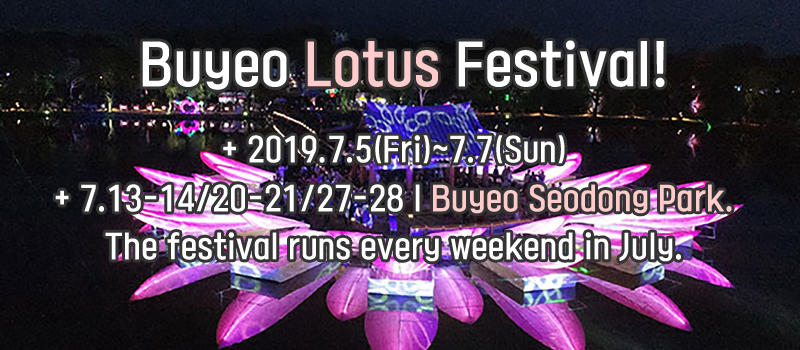 Buyeo Lotus Festival!
+ 2019.7.5(Fri)~7.7(Sun)
+ 7.13-14/20-21/27-28 | Buyeo Seodong Park.
The festival runs every weekend in July.